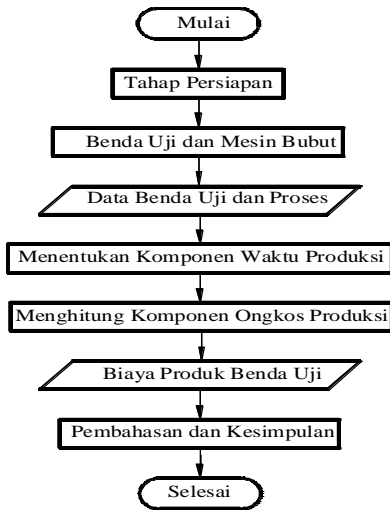 Mulai
Tahap Persiapan
Benda Uji dan Mesin Bubut
Data Benda Uji dan Proses
Menentukan Komponen Waktu Produksi
Menghitung Komponen Ongkos Produksi
Biaya Produk Benda Uji
Pembahasan dan Kesimpulan
Selesai